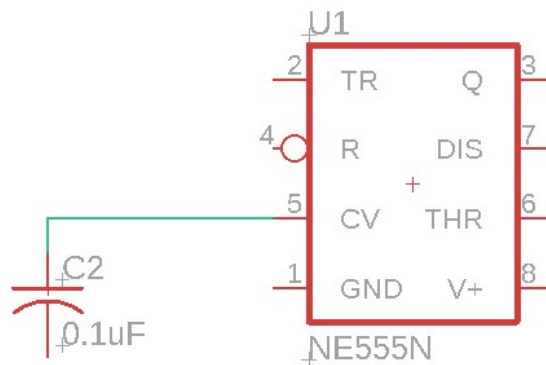 U1
2 TR Q 3
4 R DIS 7
5 CV THR 6
1 GND V+ 8
NE555N
C2
0.1uF